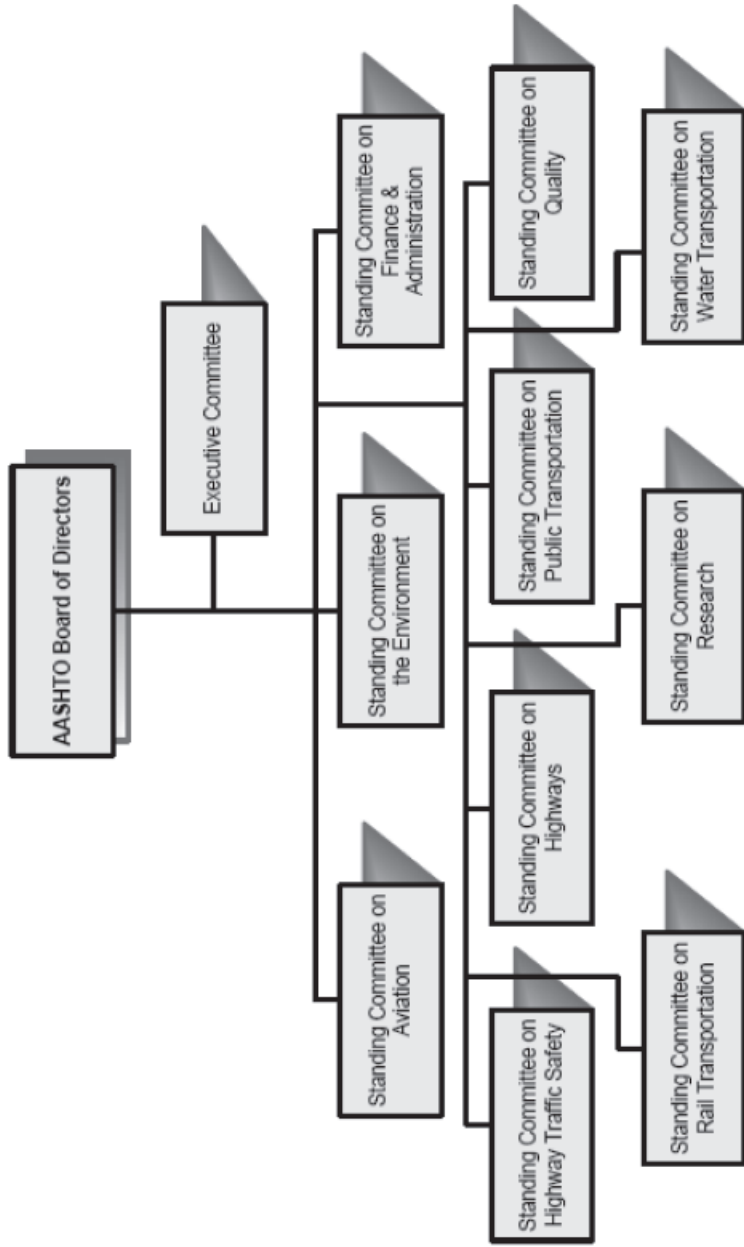 AASHTO Board of Directors
Executive Committee
Standing Committee on
Aviation
Standing Committee on
the Environment
Standing Committee on
Finance &
Administration
Standing Committee on
Highway Traffic Safety
Standing Committee on
Highways
Standing Committee on
Public Transportation
Standing Committee on
Quality
Standing Committee on
Rail Transportation
Standing Committee on
Research
Standing Committee on
Water Transportation